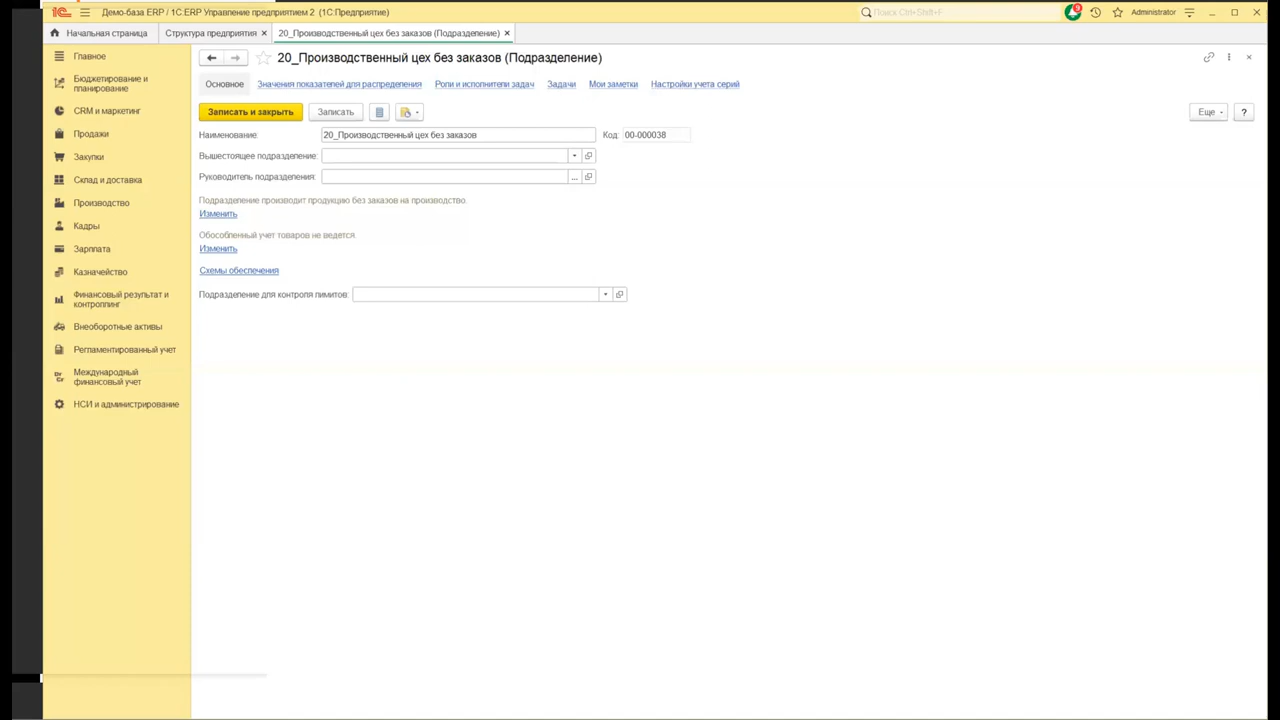 1С Демо-база ERP / 1С:ERP Управление предприятием 2 (1С:Предприятие) Поиск Ctrl+Shift+F Administrator
Начальная страница Структура предприятия × 20_Производственный цех без заказов (Подразделение) ×
Главное
Бюджетирование и
планирование
CRM и маркетинг
Продажи
Закупки
Склад и доставка
Производство
Кадры
Зарплата
Казначейство
Финансовый результат и
контроллинг
Внеоборотные активы
Регламентированный учет
Международный
финансовый учет
НСИ и администрирование
20_Производственный цех без заказов (Подразделение)
Основное Значения показателей для распределения Роли и исполнители задач Задачи Мои заметки Настройки учета серий
Записать и закрыть Записать Еще ?
Наименование: 20_Производственный цех без заказов Код: 00-000038
Вышестоящее подразделение:
Руководитель подразделения: ...
Подразделение производит продукцию без заказов на производство.
Изменить
Обособленный учет товаров не ведется.
Изменить
Схемы обеспечения
Подразделение для контроля лимитов: